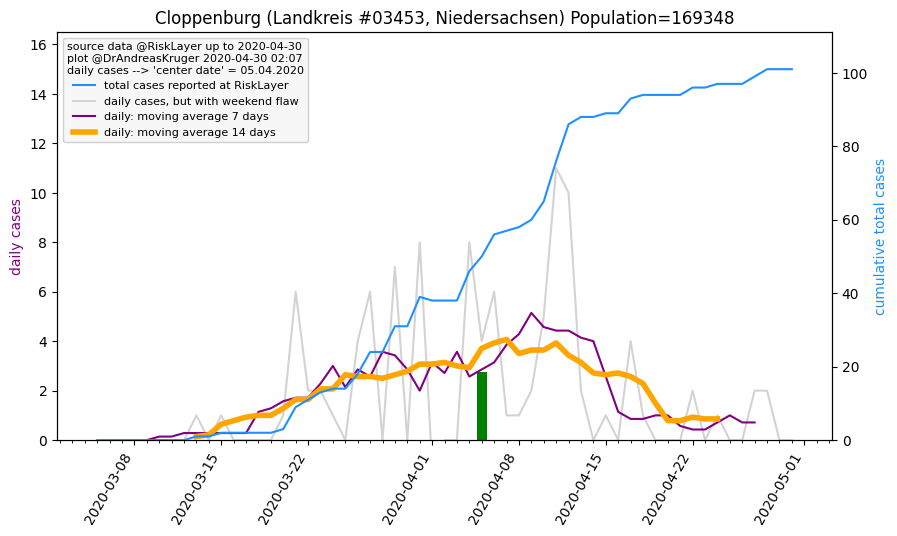 Cloppenburg (Landkreis #03453, Niedersachsen) Population=169348
source data @RiskLayer up to 2020-04-30
plot @DrAndreasKruger 2020-04-30 02:07
daily cases --> 'center date' = 05.04.2020
total cases reported at RiskLayer
daily cases, but with weekend flaw
daily: moving average 7 days
daily: moving average 14 days
daily cases
16
14
12
10
8
6
4
2
0
cumulative total cases
100
80
60
40
20
0
2020-03-08
2020-03-15
2020-03-22
2020-04-01
2020-04-08
2020-04-15
2020-04-22
2020-05-01